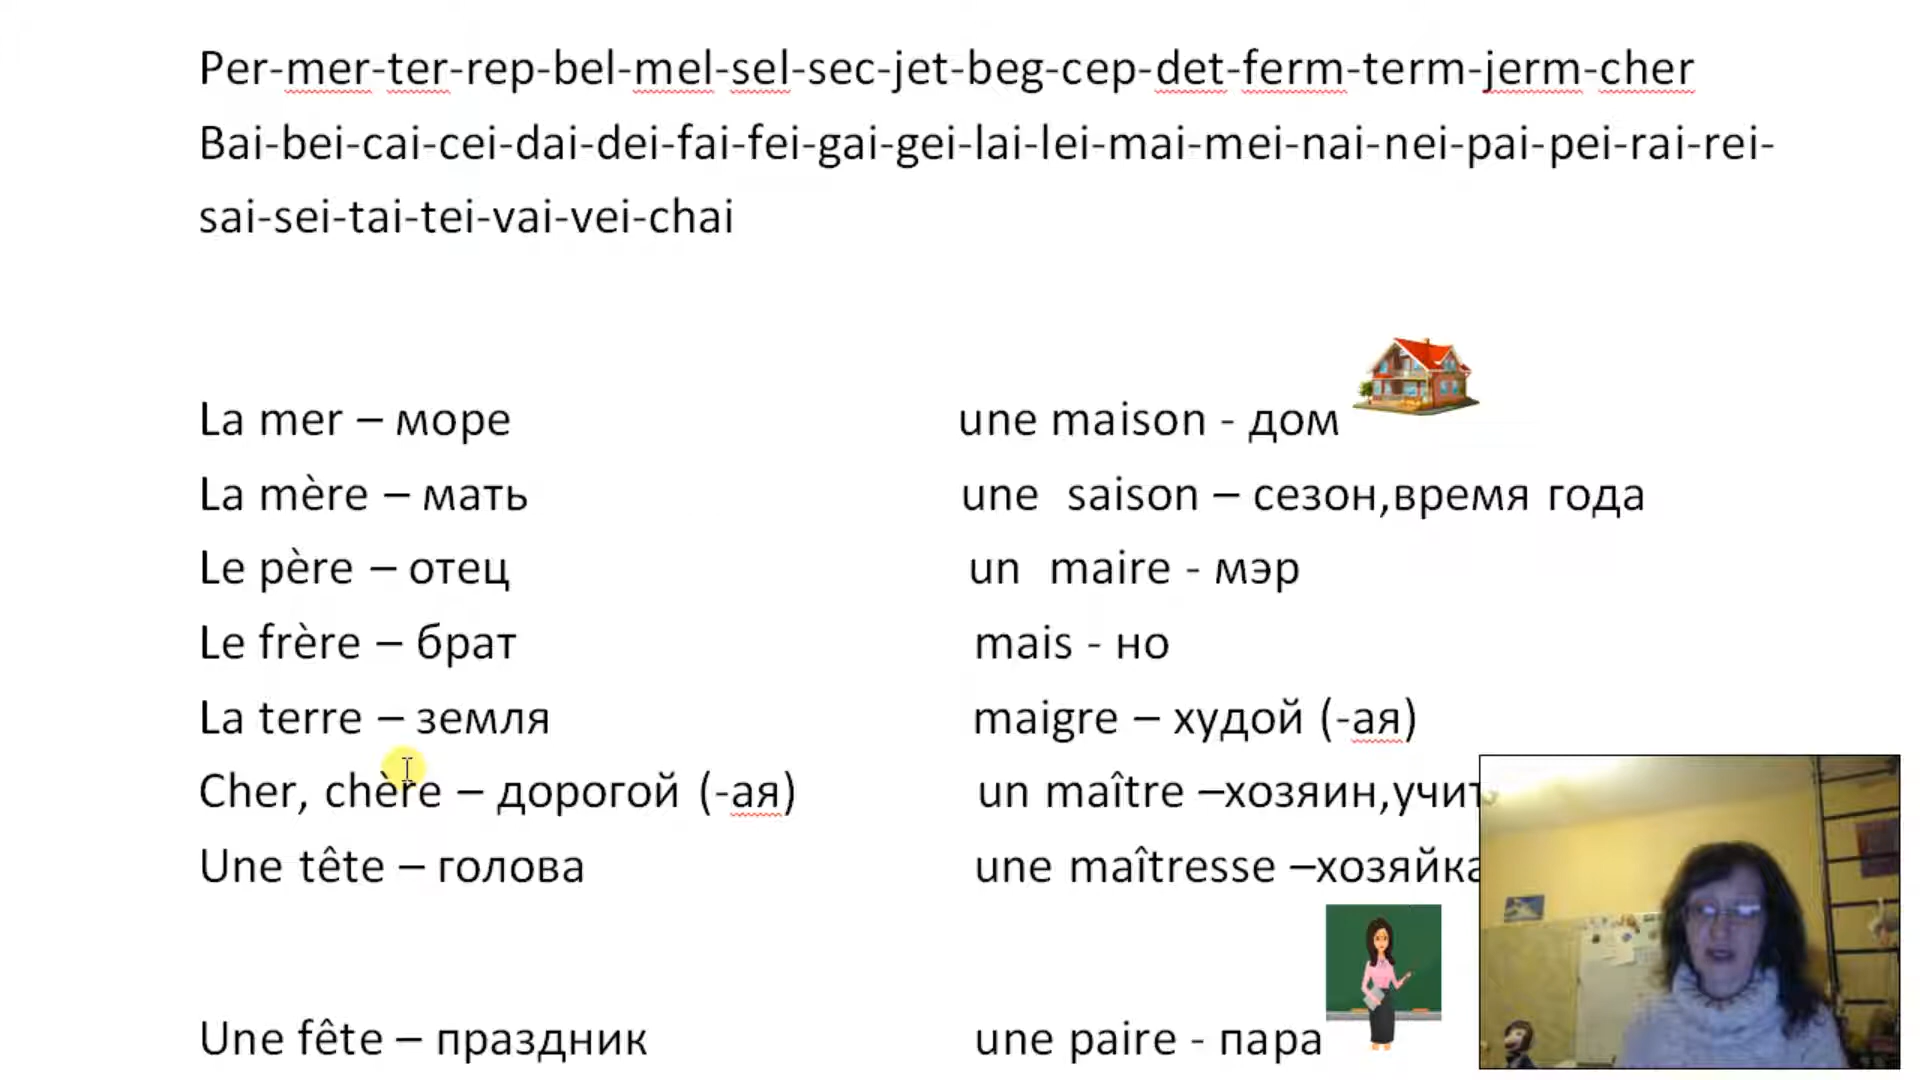 Per-mer-ter-rep-bel-mel-sel-sec-jet-beg-cep-det-ferm-term-jerm-cher
Bai-bei-cai-cei-dai-dei-fai-fei-gai-gei-lai-lei-mai-mei-nai-nei-pai-pei-rai-rei-
sai-sei-tai-tei-vai-vei-chai
La mer – море
La mère – мать
Le père – отец
Le frère – брат
La terre – земля
Cher, chère – дорогой (-ая)
Une tête – голова
Une fête – праздник
une maison - дом
une saison – сезон,время года
un maire - мэр
mais - но
maigre – худой (-ая)
un maître –хозяин,
une maîtresse –хозяйка
une paire - пара